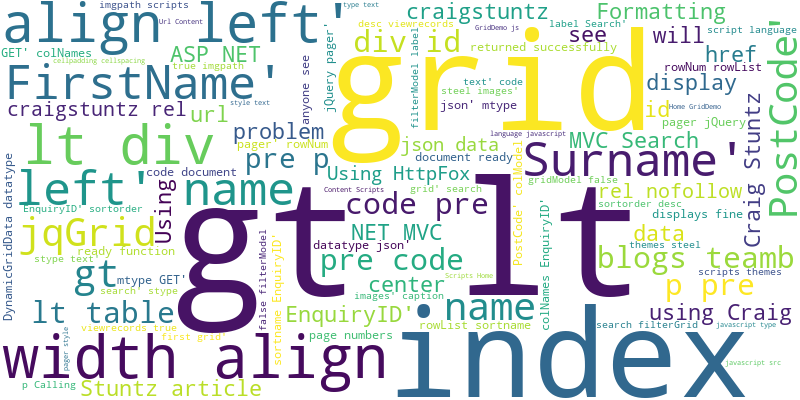 imgpath scripts
Url Content
type text
align left'
craigstuntz
desc viewrecords
GridDemo js
label Search'
Formatting
GET' colNames
ASP NET
cellpadding cellspacing
true imgpath
jQuery pager'
anyone see
div id
returned successfully
see
will
script language
href
rowNum rowList
FirstName'
grid
filterModel label
text' code
steel images'
display
craigstuntz rel
style text
url
json' mtype
id
Home GridDemo
PostCode'
lt div
problem
pager' rowNum
json data
language javascript
pager jQuery
MVC Search
Craig Stuntz
code document
pre p
document ready
Surname'
left' name
Using HttpFox
Content Scripts
grid' search
PostCode' colModel
gridModel false
rel nofollow
DynamicGridData datatype
EnquiryID' sortorder
Using
code pre
sortorder desc
displays fine
jqGrid
ready function
gt lt
NET MVC
datatype json'
data
themes steel
stype text
gt
false filterModel
pre code
blogs teamb
mtype GET'
search' stype
sortname EnquiryID'
center
colNames EnquiryID'
scripts themes
Scripts Home
images' caption
p pre
lt table
EnquiryID'
name
using Craig
viewrecords true
rowList sortname
index
search filterGrid
javascript type
pager style
first grid
page numbers
width align
javascript src
p Calling
Stuntz article